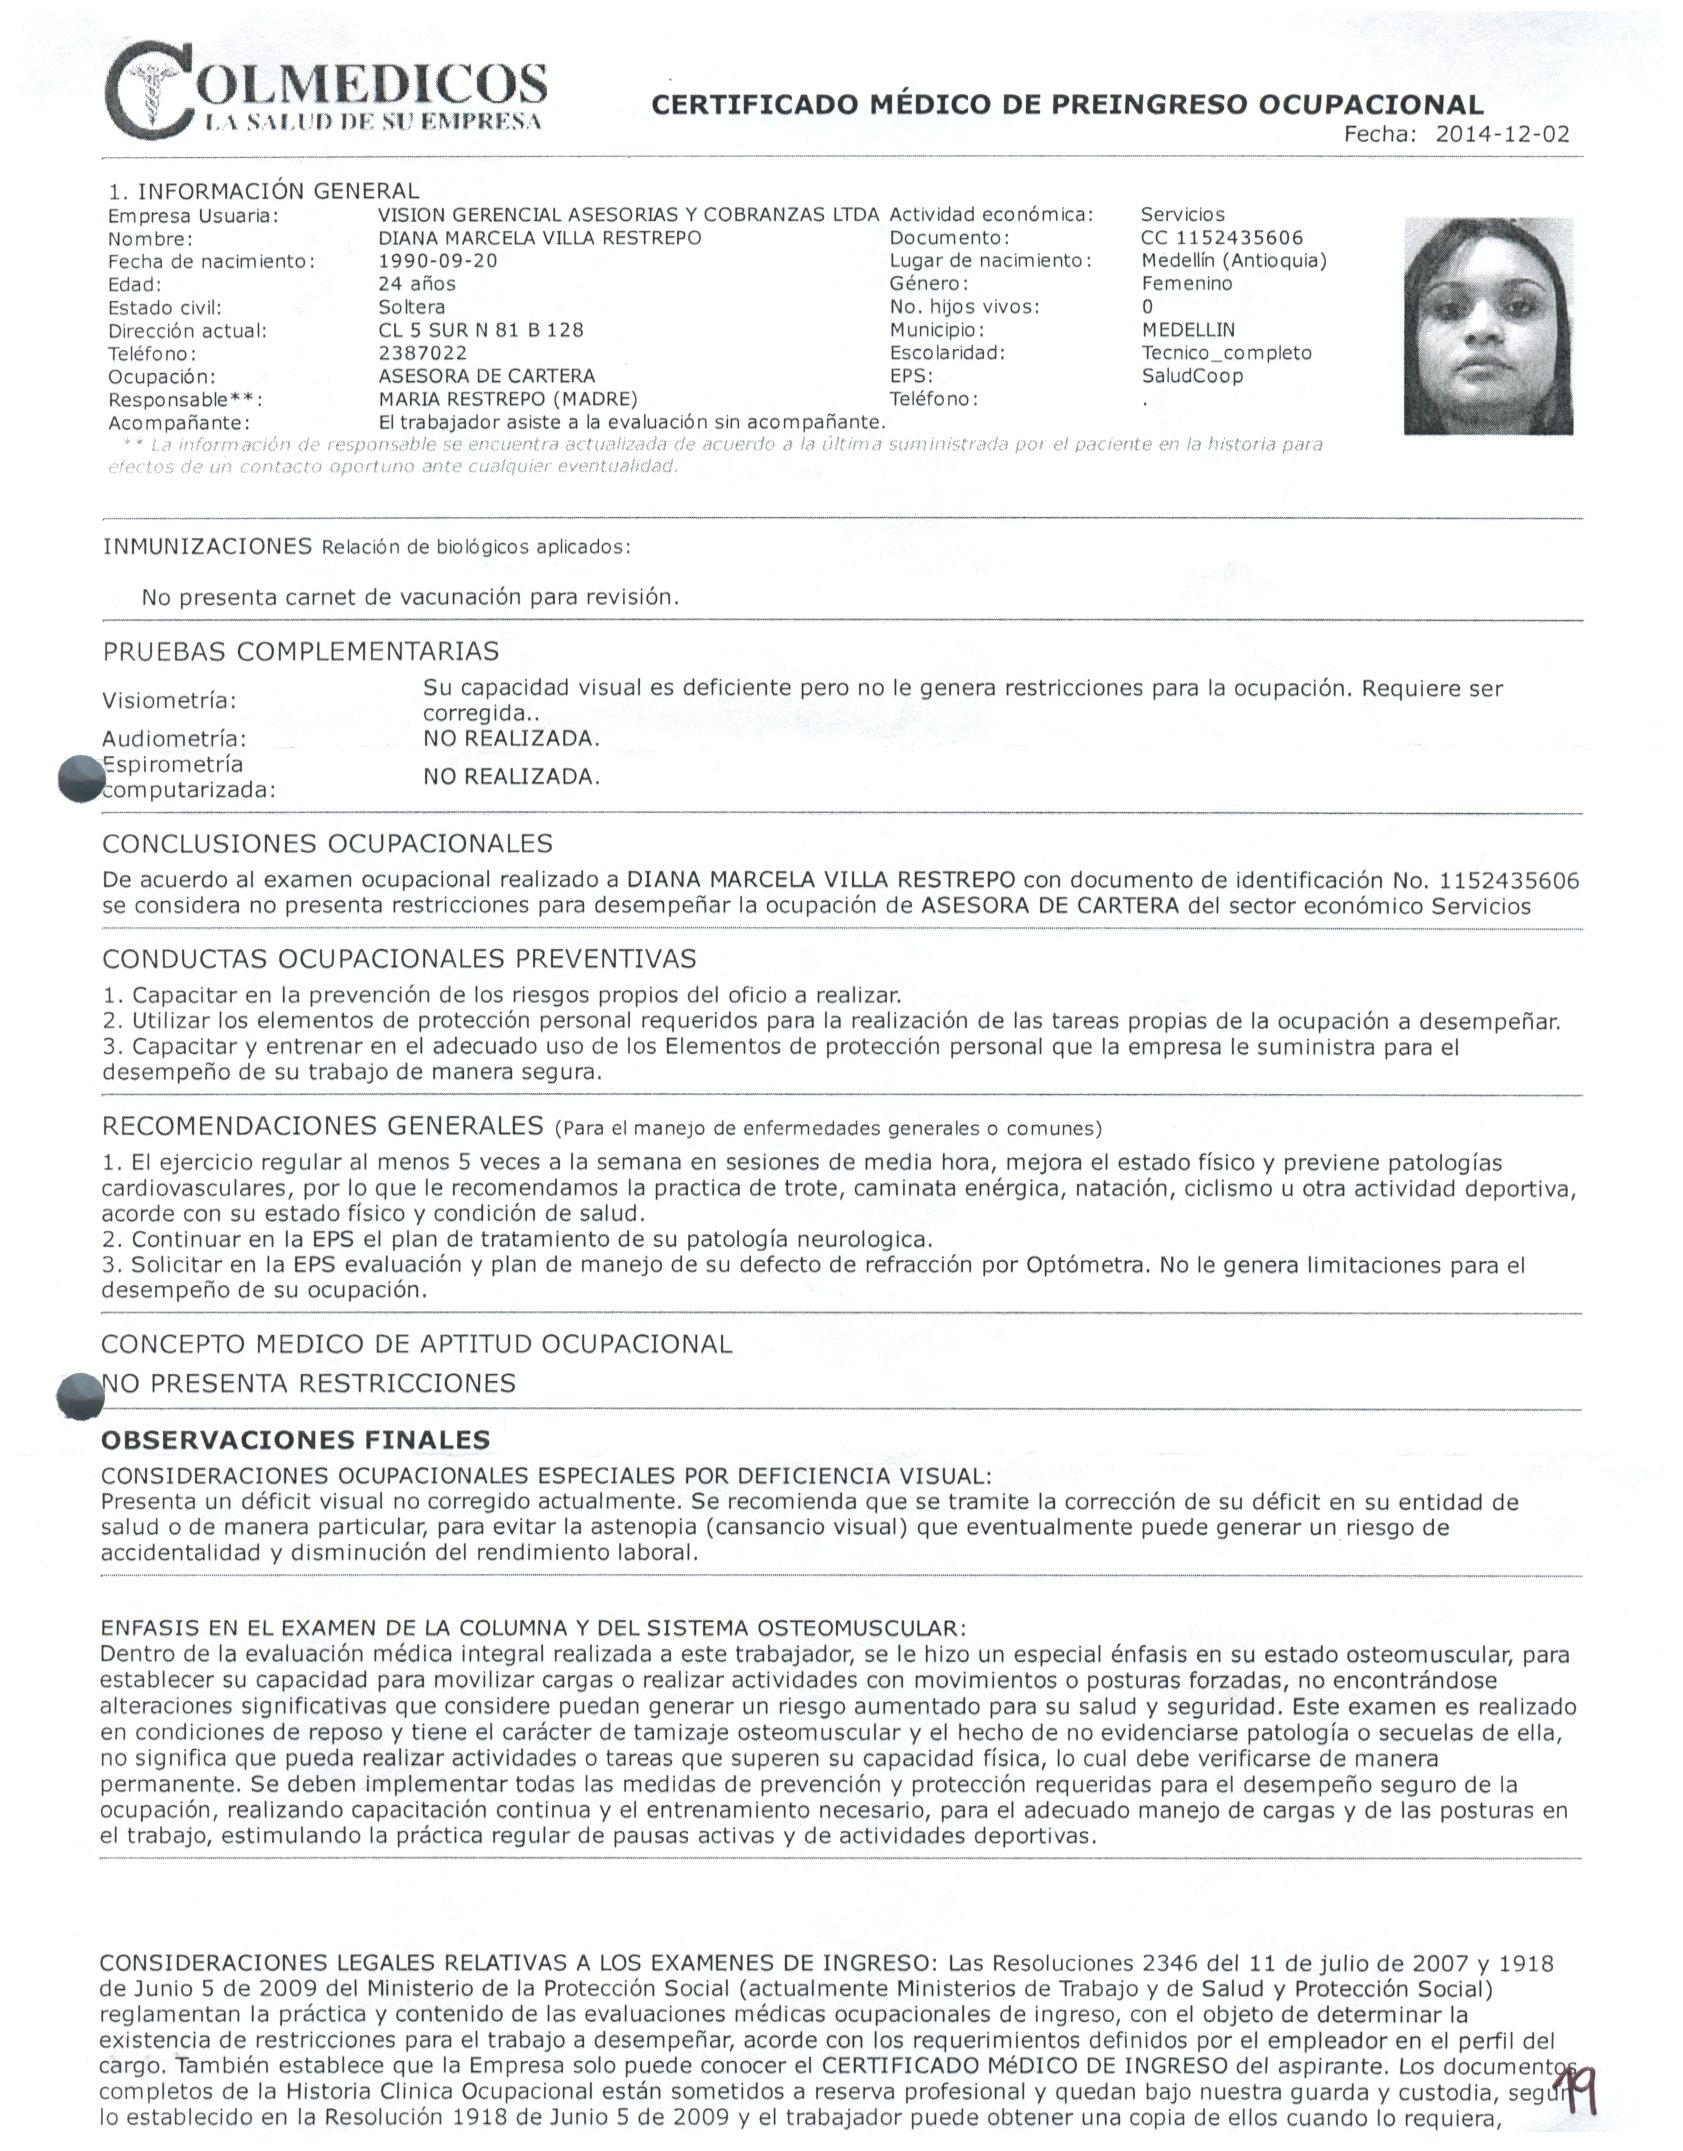 COLMEDICOS
LA SALUD DE SU EMPRESA
CERTIFICADO MÉDICO DE PREINGRESO OCUPACIONAL
Fecha: 2014-12-02
1. INFORMACIÓN GENERAL
Empresa Usuaria: VISION GERENCIAL ASESORIAS Y COBRANZAS LTDA Actividad económica: Servicios
Nombre: DIANA MARCELA VILLA RESTREPO Documento: CC 1152435606
Fecha de nacimiento: 1990-09-20 Lugar de nacimiento: Medellín (Antioquia)
Edad: 24 años Género: Femenino
Estado civil: Soltera No. hijos vivos: 0
Dirección actual: CL 5 SUR N 81 B 128 Municipio: MEDELLIN
Teléfono: 2387022 Escolaridad: Tecnico_completo
Ocupación: ASESORA DE CARTERA EPS: SaludCoop
Responsable**: MARIA RESTREPO (MADRE) Teléfono: .
Acompañante: El trabajador asiste a la evaluación sin acompañante.
** La información de responsable se encuentra actualizada de acuerdo a la última suministrada por el paciente en la historia para
efectos de un contacto oportuno ante cualquier eventualidad.
INMUNIZACIONES Relación de biológicos aplicados:
No presenta carnet de vacunación para revisión.
PRUEBAS COMPLEMENTARIAS
Visiometría: Su capacidad visual es deficiente pero no le genera restricciones para la ocupación. Requiere ser
corregida..
Audiometría: NO REALIZADA.
Espirometría
computarizada: NO REALIZADA.
CONCLUSIONES OCUPACIONALES
De acuerdo al examen ocupacional realizado a DIANA MARCELA VILLA RESTREPO con documento de identificación No. 1152435606
se considera no presenta restricciones para desempeñar la ocupación de ASESORA DE CARTERA del sector económico Servicios
CONDUCTAS OCUPACIONALES PREVENTIVAS
1. Capacitar en la prevención de los riesgos propios del oficio a realizar.
2. Utilizar los elementos de protección personal requeridos para la realización de las tareas propias de la ocupación a desempeñar.
3. Capacitar y entrenar en el adecuado uso de los Elementos de protección personal que la empresa le suministra para el
desempeño de su trabajo de manera segura.
RECOMENDACIONES GENERALES (Para el manejo de enfermedades generales o comunes)
1. El ejercicio regular al menos 5 veces a la semana en sesiones de media hora, mejora el estado físico y previene patologías
cardiovasculares, por lo que le recomendamos la practica de trote, caminata enérgica, natación, ciclismo u otra actividad deportiva,
acorde con su estado físico y condición de salud.
2. Continuar en la EPS el plan de tratamiento de su patología neurologica.
3. Solicitar en la EPS evaluación y plan de manejo de su defecto de refracción por Optómetra. No le genera limitaciones para el
desempeño de su ocupación.
CONCEPTO MEDICO DE APTITUD OCUPACIONAL
NO PRESENTA RESTRICCIONES
OBSERVACIONES FINALES
CONSIDERACIONES OCUPACIONALES ESPECIALES POR DEFICIENCIA VISUAL:
Presenta un déficit visual no corregido actualmente. Se recomienda que se tramite la corrección de su déficit en su entidad de
salud o de manera particular, para evitar la astenopia (cansancio visual) que eventualmente puede generar un riesgo de
accidentalidad y disminución del rendimiento laboral.
ENFASIS EN EL EXAMEN DE LA COLUMNA Y DEL SISTEMA OSTEOMUSCULAR:
Dentro de la evaluación médica integral realizada a este trabajador, se le hizo un especial énfasis en su estado osteomuscular, para
establecer su capacidad para movilizar cargas o realizar actividades con movimientos o posturas forzadas, no encontrándose
alteraciones significativas que considere puedan generar un riesgo aumentado para su salud y seguridad. Este examen es realizado
en condiciones de reposo y tiene el carácter de tamizaje osteomuscular y el hecho de no evidenciarse patología o secuelas de ella,
no significa que pueda realizar actividades o tareas que superen su capacidad física, lo cual debe verificarse de manera
permanente. Se deben implementar todas las medidas de prevención y protección requeridas para el desempeño seguro de la
ocupación, realizando capacitación continua y el entrenamiento necesario, para el adecuado manejo de cargas y de las posturas en
el trabajo, estimulando la práctica regular de pausas activas y de actividades deportivas.
CONSIDERACIONES LEGALES RELATIVAS A LOS EXAMENES DE INGRESO: Las Resoluciones 2346 del 11 de julio de 2007 y 1918
de Junio 5 de 2009 del Ministerio de la Protección Social (actualmente Ministerios de Trabajo y de Salud y Protección Social)
reglamentan la práctica y contenido de las evaluaciones médicas ocupacionales de ingreso, con el objeto de determinar la
existencia de restricciones para el trabajo a desempeñar, acorde con los requerimientos definidos por el empleador en el perfil del
cargo. También establece que la Empresa solo puede conocer el CERTIFICADO MéDICO DE INGRESO del aspirante. Los documentos
completos de la Historia Clinica Ocupacional están sometidos a reserva profesional y quedan bajo nuestra guarda y custodia, según
lo establecido en la Resolución 1918 de Junio 5 de 2009 y el trabajador puede obtener una copia de ellos cuando lo requiera,
19